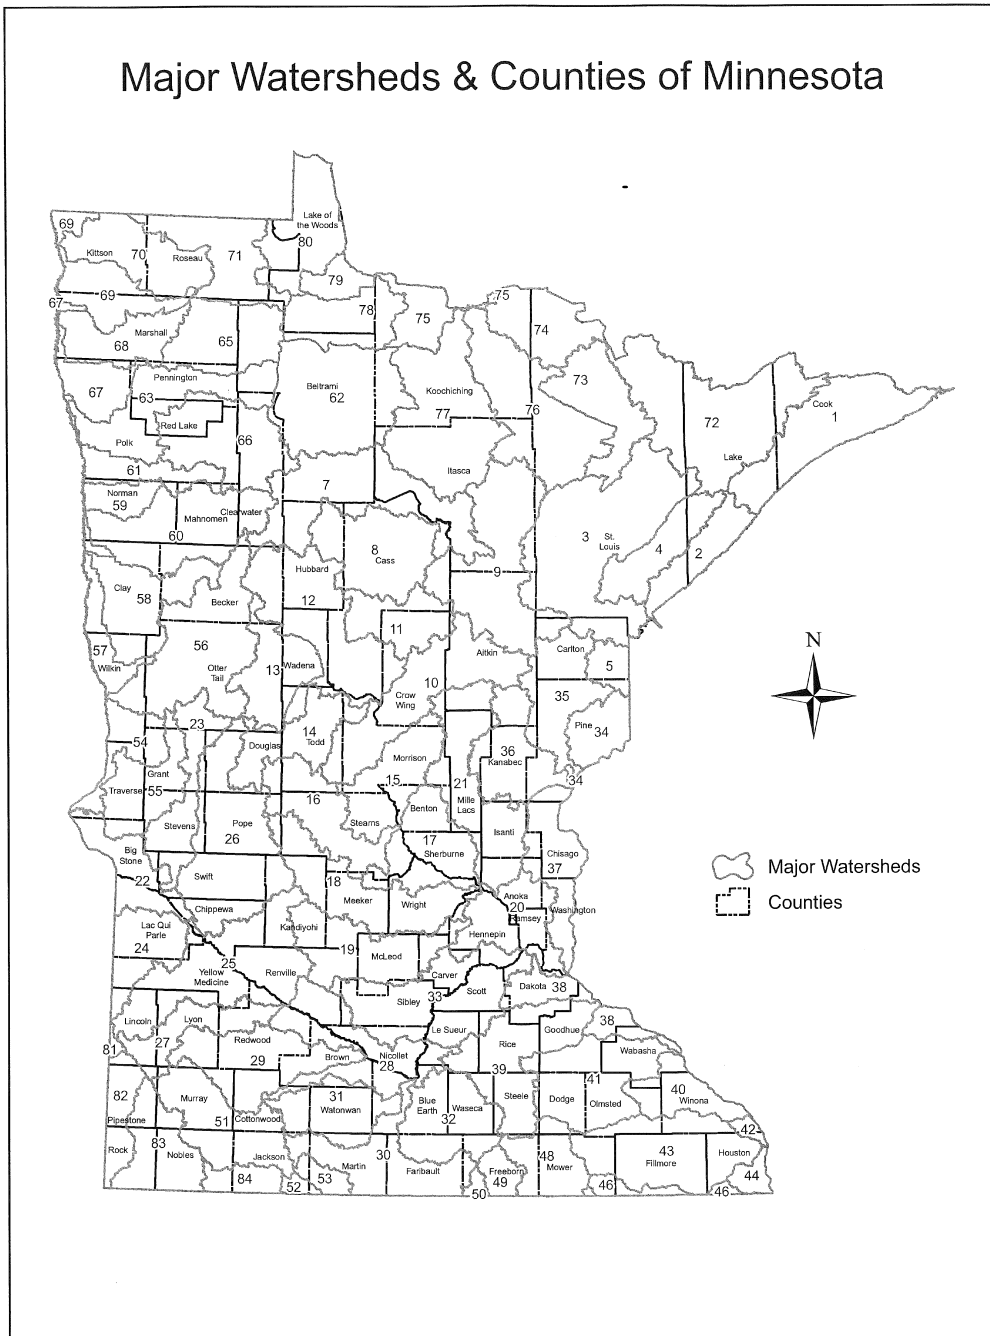 Major Watersheds & Counties of Minnesota
Lake of
the Woods
69
Kittson
70
Roseau
71
80
79
67
69
78
75
75
74
Marshall
68
65
73
Pennington
67
63
Beltrami
62
Koochiching
77
76
72
Cook
1
Red Lake
Polk
66
Lake
61
Itasca
7
Norman
59
Mahnomen
Clearwater
60
8
Cass
3
St.
Louis
4
2
Hubbard
9
Clay
58
Becker
12
11
N
56
57
Wilkin
Otter
Tail
13
Wadena
Aitkin
Carlton
5
10
Crow
Wing
35
23
14
Todd
Pine
34
54
Douglas
Morrison
36
Kanabec
Grant
Traverse
55
15
21
34
16
Mille
Lacs
Benton
Stevens
Pope
26
Stearns
Isanti
17
Sherburne
Big
Stone
Chisago
37
Major Watersheds
22
Swift
18
Meeker
Wright
Anoka
20
Ramsey
Washington
Counties
Chippewa
Lac Qui
Parle
24
Kandiyohi
Hennepin
19
McLeod
25
Yellow
Medicine
Renville
Carver
Scott
Dakota
38
Sibley
33
Lincoln
Lyon
Le Sueur
Rice
Goodhue
38
81
27
Redwood
29
Brown
Nicollet
28
Wabasha
39
82
Murray
31
Watonwan
Blue
Earth
32
Waseca
Steele
Dodge
41
Olmsted
40
Winona
Pipestone
51
Cottonwood
42
Rock
83
Nobles
Jackson
Martin
30
Faribault
Freeborn
49
48
Mower
43
Fillmore
Houston
44
84
52
53
50
46
46